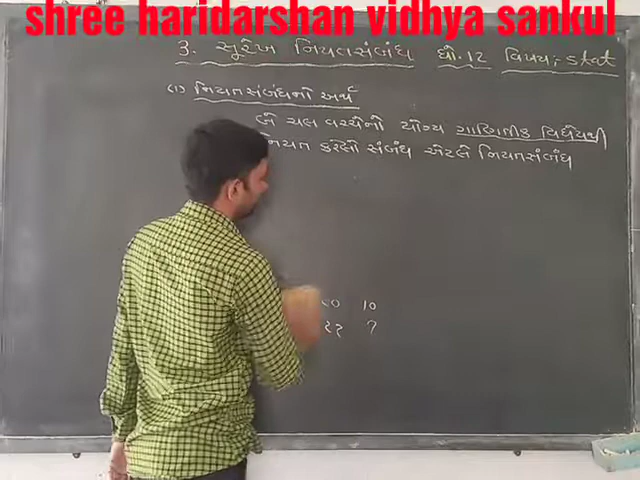 shree haridarshan vidhya sankul
3. સુરેખ નિયતસંબંધ ધો.12 વિષય:- stat
(1) નિયતસંબંધનો અર્થ
બે ચલ વચ્ચેનો યોગ્ય ગાણિતીક વિધેયથી
નિયત કરેલો સંબંધ એટલે નિયતસંબંધ
10
?